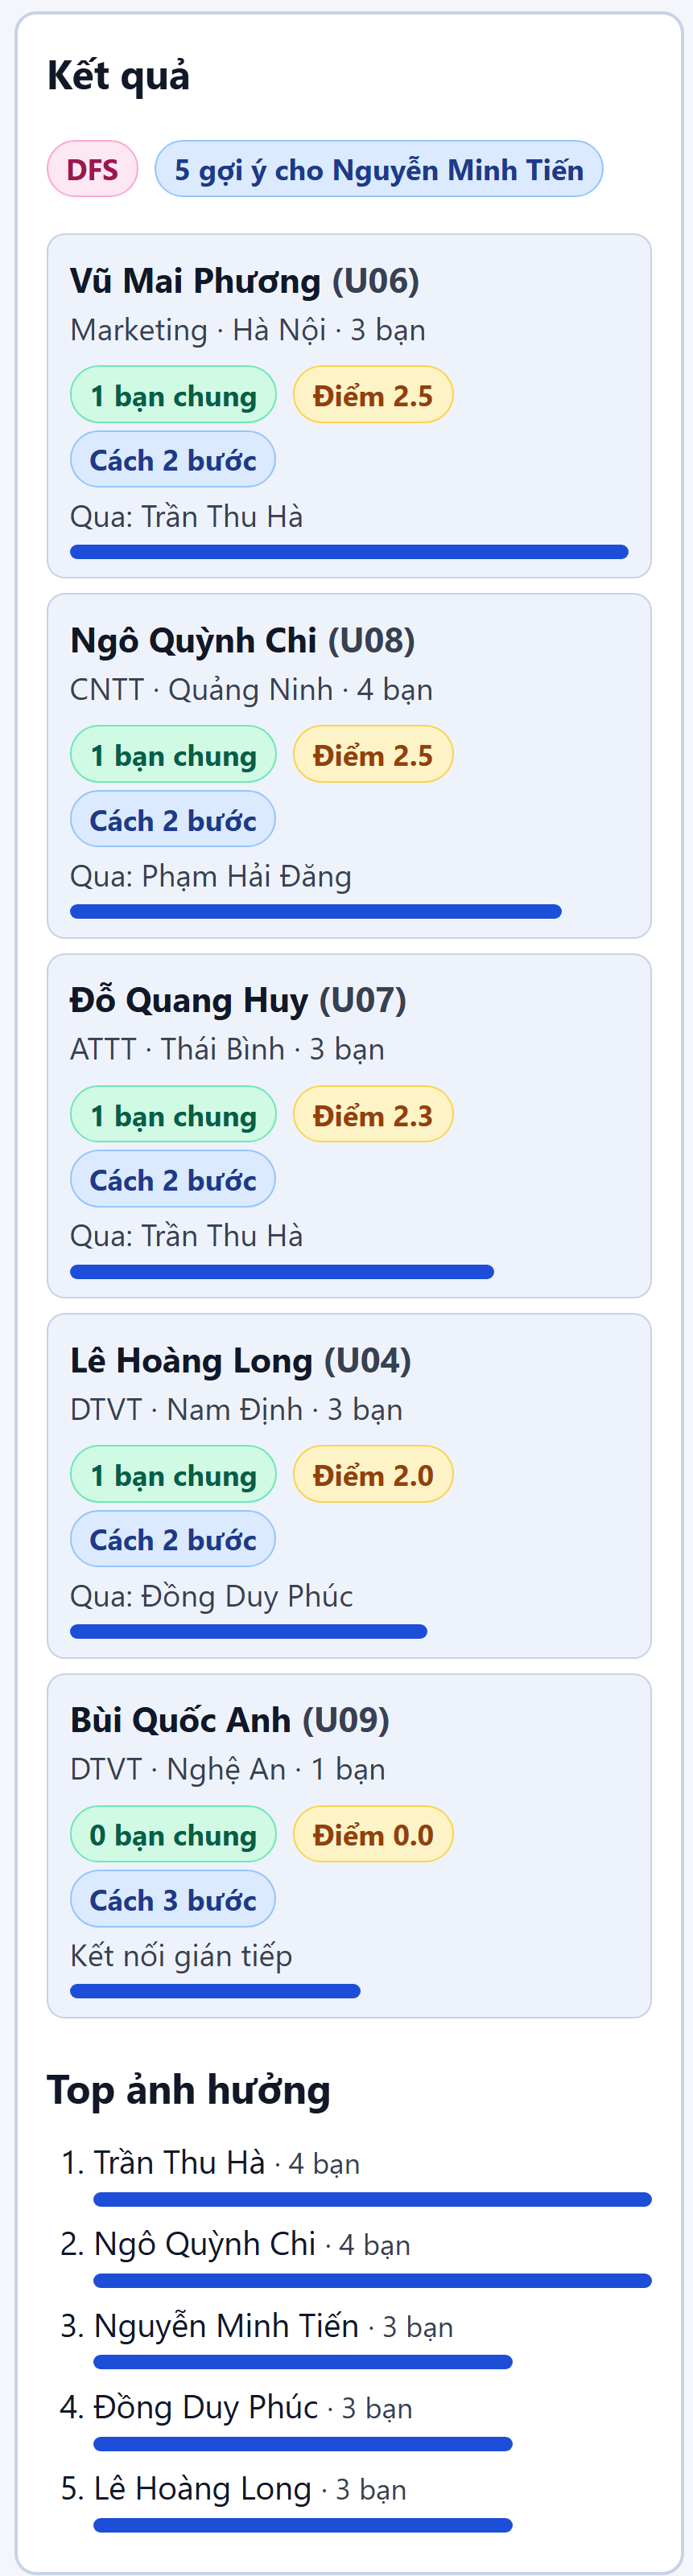 Kết quả
DFS 5 gợi ý cho Nguyễn Minh Tiến
Vũ Mai Phương (U06)
Marketing · Hà Nội · 3 bạn
1 bạn chung Điểm 2.5
Cách 2 bước
Qua: Trần Thu Hà
Ngô Quỳnh Chi (U08)
CNTT · Quảng Ninh · 4 bạn
1 bạn chung Điểm 2.5
Cách 2 bước
Qua: Phạm Hải Đăng
Đỗ Quang Huy (U07)
ATTT · Thái Bình · 3 bạn
1 bạn chung Điểm 2.3
Cách 2 bước
Qua: Trần Thu Hà
Lê Hoàng Long (U04)
DTVT · Nam Định · 3 bạn
1 bạn chung Điểm 2.0
Cách 2 bước
Qua: Đồng Duy Phúc
Bùi Quốc Anh (U09)
DTVT · Nghệ An · 1 bạn
0 bạn chung Điểm 0.0
Cách 3 bước
Kết nối gián tiếp
Top ảnh hưởng
1. Trần Thu Hà · 4 bạn
2. Ngô Quỳnh Chi · 4 bạn
3. Nguyễn Minh Tiến · 3 bạn
4. Đồng Duy Phúc · 3 bạn
5. Lê Hoàng Long · 3 bạn